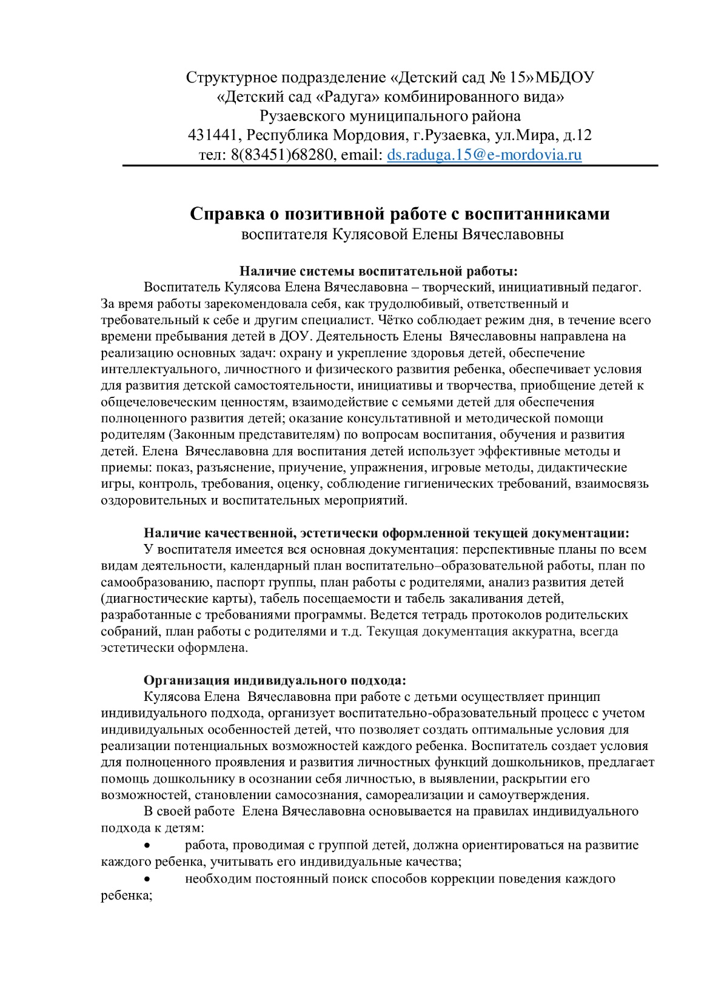 Структурное подразделение «Детский сад № 15»МБДОУ
«Детский сад «Радуга» комбинированного вида»
Рузаевского муниципального района
431441, Республика Мордовия, г.Рузаевка, ул.Мира, д.12
тел: 8(83451)68280, email: ds.raduga.15@e-mordovia.ru
Справка о позитивной работе с воспитанниками
воспитателя Кулясовой Елены Вячеславовны
Наличие системы воспитательной работы:
Воспитатель Кулясова Елена Вячеславовна – творческий, инициативный педагог.
За время работы зарекомендовала себя, как трудолюбивый, ответственный и
требовательный к себе и другим специалист. Чётко соблюдает режим дня, в течение всего
времени пребывания детей в ДОУ. Деятельность Елены  Вячеславовны направлена на
реализацию основных задач: охрану и укрепление здоровья детей, обеспечение
интеллектуального, личностного и физического развития ребенка, обеспечивает условия
для развития детской самостоятельности, инициативы и творчества, приобщение детей к
общечеловеческим ценностям, взаимодействие с семьями детей для обеспечения
полноценного развития детей; оказание консультативной и методической помощи
родителям (Законным представителям) по вопросам воспитания, обучения и развития
детей. Елена  Вячеславовна для воспитания детей использует эффективные методы и
приемы: показ, разъяснение, приучение, упражнения, игровые методы, дидактические
игры, контроль, требования, оценку, соблюдение гигиенических требований, взаимосвязь
оздоровительных и воспитательных мероприятий.
Наличие качественной, эстетически оформленной текущей документации:
У воспитателя имеется вся основная документация: перспективные планы по всем
видам деятельности, календарный план воспитательно–образовательной работы, план по
самообразованию, паспорт группы, план работы с родителями, анализ развития детей
(диагностические карты), табель посещаемости и табель закаливания детей,
разработанные с требованиями программы. Ведется тетрадь протоколов родительских
собраний, план работы с родителями и т.д. Текущая документация аккуратна, всегда
эстетически оформлена.
Организация индивидуального подхода:
Кулясова Елена  Вячеславовна при работе с детьми осуществляет принцип
индивидуального подхода, организует воспитательно-образовательный процесс с учетом
индивидуальных особенностей детей, что позволяет создать оптимальные условия для
реализации потенциальных возможностей каждого ребенка. Воспитатель создает условия
для полноценного проявления и развития личностных функций дошкольников, предлагает
помощь дошкольнику в осознании себя личностью, в выявлении, раскрытии его
возможностей, становлении самосознания, самореализации и самоутверждения.
В своей работе  Елена Вячеславовна основывается на правилах индивидуального
подхода к детям:
• работа, проводимая с группой детей, должна ориентироваться на развитие
каждого ребенка, учитывать его индивидуальные качества;
• необходим постоянный поиск способов коррекции поведения каждого
ребенка;